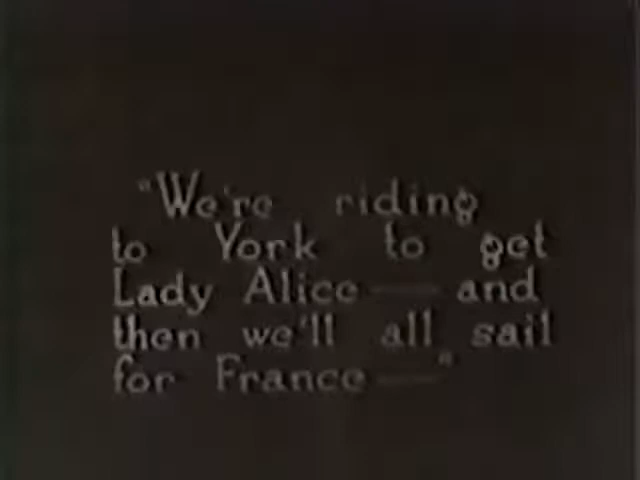 "We're riding
to York to get
Lady Alice — and
then we'll all sail
for France —"